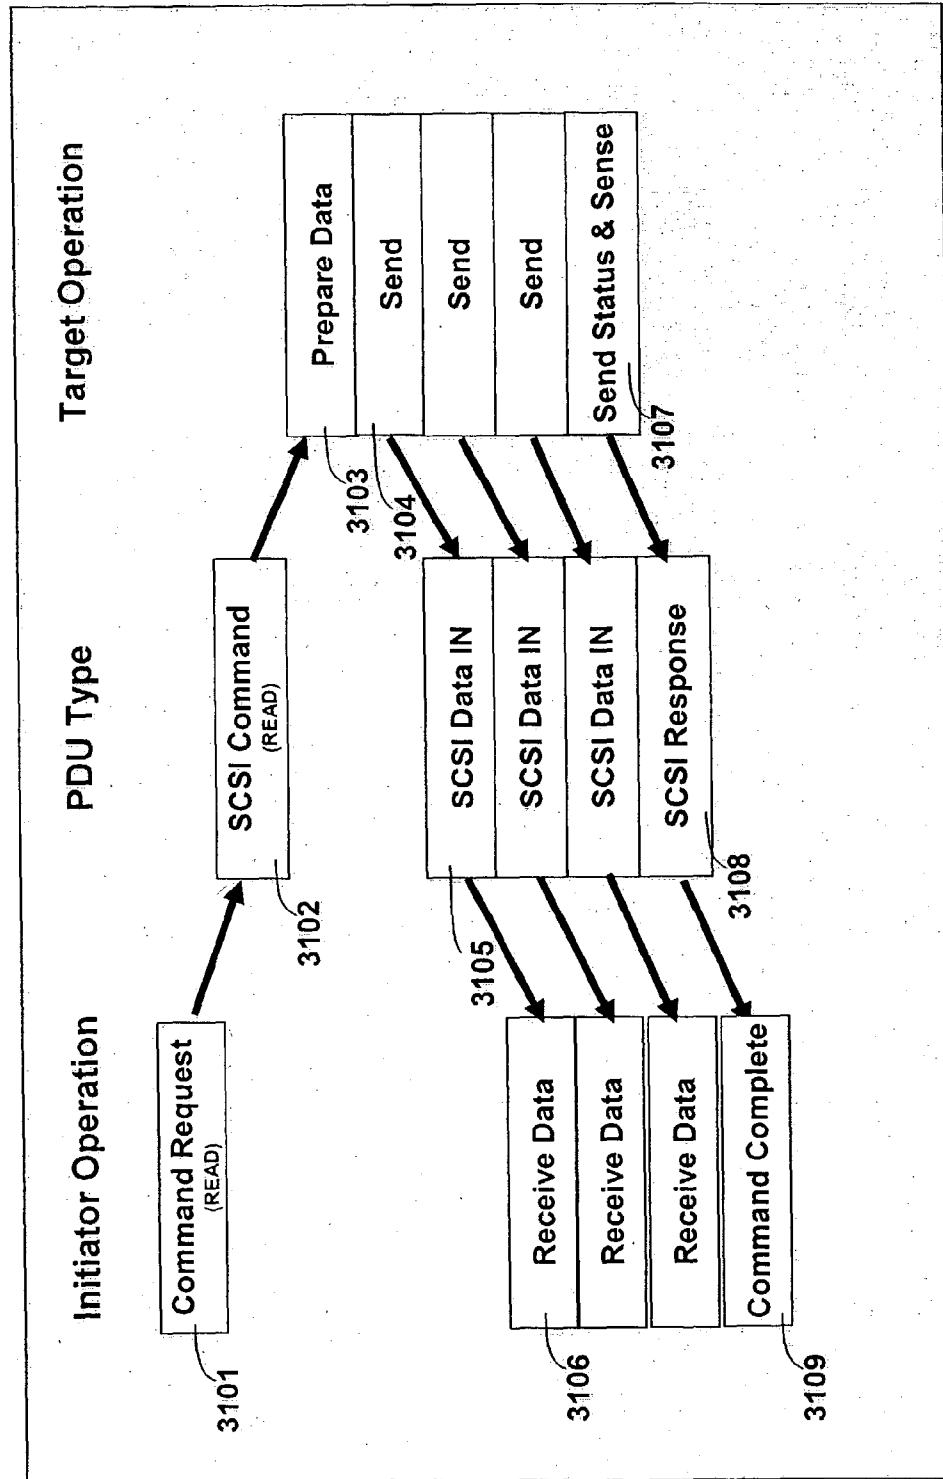 Initiator Operation
PDU Type
Target Operation
Command Request
(READ)
3101
SCSI Command
(READ)
3102
Prepare Data
3103
Send
3104
Send
Send
Send Status & Sense
3107
SCSI Data IN
3105
SCSI Data IN
SCSI Data IN
SCSI Response
3108
Receive Data
3106
Receive Data
Receive Data
Command Complete
3109